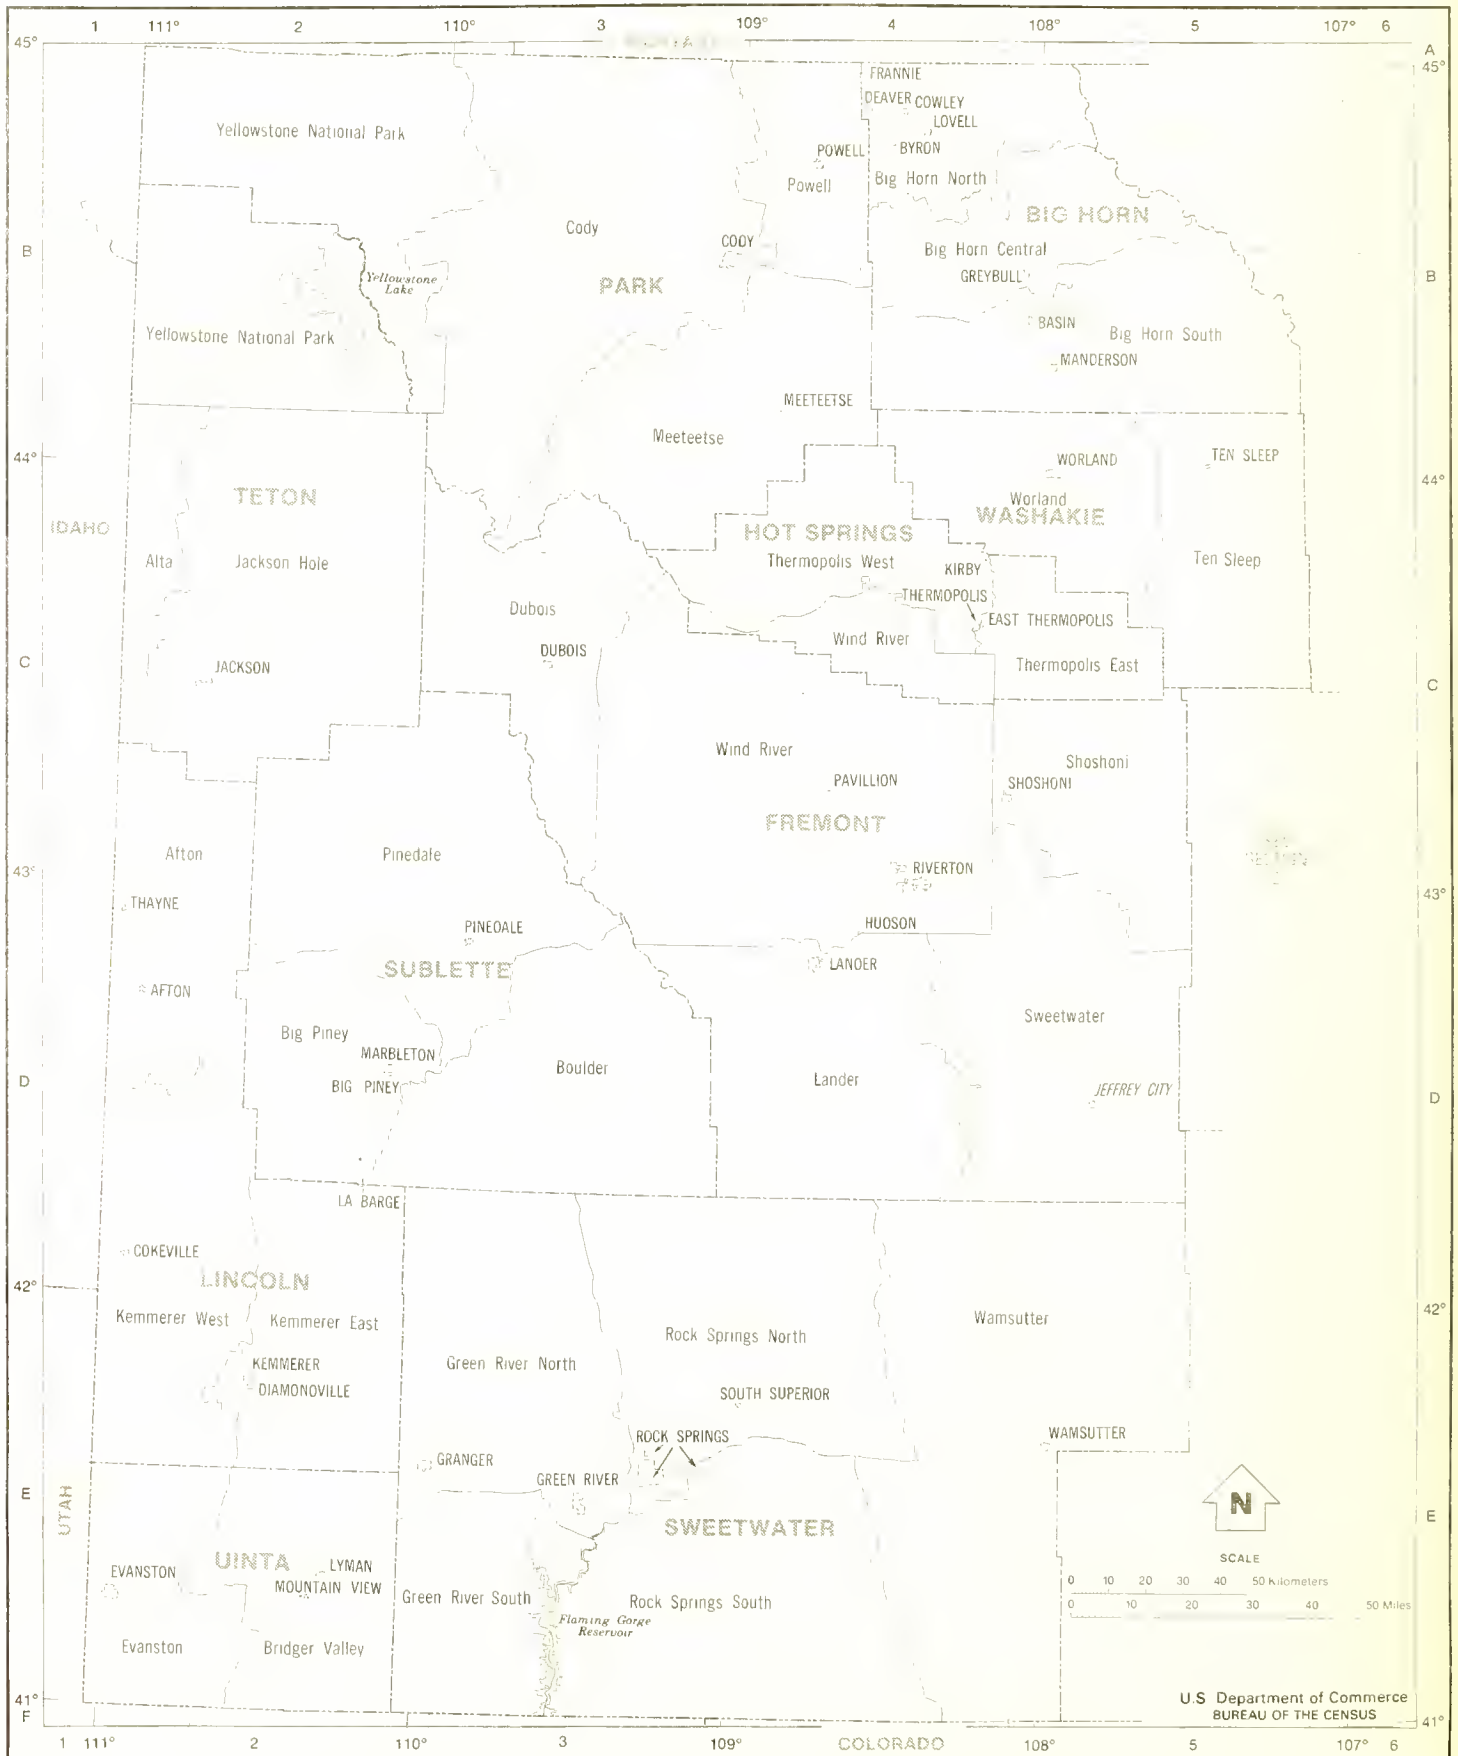 1 111° 2 110° 3 109° 4 108° 5 107° 6
45° A
45°
FRANNIE
DEAVER COWLEY
LOVELL
Yellowstone National Park
POWELL BYRON
Powell Big Horn North
BIG HORN
Cody
CODY
B Big Horn Central
Yellowstone
Lake
PARK
GREYBULL B
Yellowstone National Park
BASIN
Big Horn South
MANDERSON
MEETEETSE
Meeteetse
44°
WORLAND TEN SLEEP
44°
TETON
Worland
IDAHO
HOT SPRINGS WASHAKIE
Alta Jackson Hole
Thermopolis West
KIRBY
Ten Sleep
THERMOPOLIS
Dubois
EAST THERMOPOLIS
Wind River
DUBOIS
C JACKSON
Thermopolis East
C
Wind River
Shoshoni
PAVILLION SHOSHONI
FREMONT
Afton Pinedale
43° RIVERTON
43°
THAYNE
PINEOALE HUOSON
SUBLETTE
LANOER
AFTON
Big Piney
Sweetwater
MARBLETON
Boulder
D BIG PINEY
Lander
JEFFREY CITY D
LA BARGE
COKEVILLE
42° LINCOLN
42°
Kemmerer West Kemmerer East
Wamsutter
Rock Springs North
KEMMERER
Green River North
DIAMONOVILLE
SOUTH SUPERIOR
ROCK SPRINGS
WAMSUTTER
GRANGER
GREEN RIVER
E N E
UTAH
SWEETWATER
UINTA
SCALE
EVANSTON LYMAN
MOUNTAIN VIEW
0 10 20 30 40 50 Kilometers
Green River South
Rock Springs South
0 10 20 30 40 50 Miles
Flaming Gorge
Reservoir
Evanston Bridger Valley
41° U.S Department of Commerce
F BUREAU OF THE CENSUS 41°
1 111° 2 110° 3 109° COLORADO 108° 5 107° 6